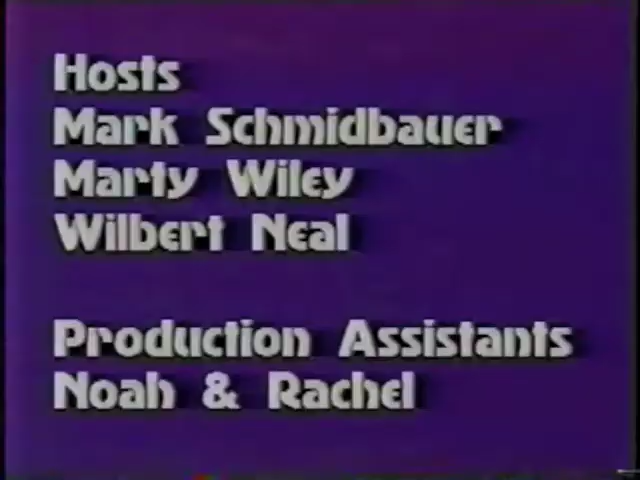 Hosts
Mark Schmidbauer
Marty Wiley
Wilbert Neal
Production Assistants
Noah & Rachel